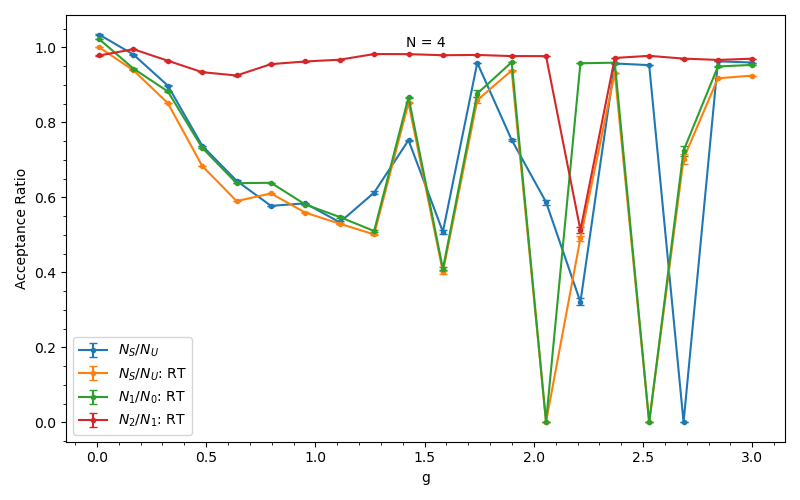 N = 4
Acceptance Ratio
1.0
0.8
0.6
0.4
0.2
0.0
N_S/N_U
N_S/N_U: RT
N_1/N_0: RT
N_2/N_1: RT
0.0 0.5 1.0 1.5 2.0 2.5 3.0
g